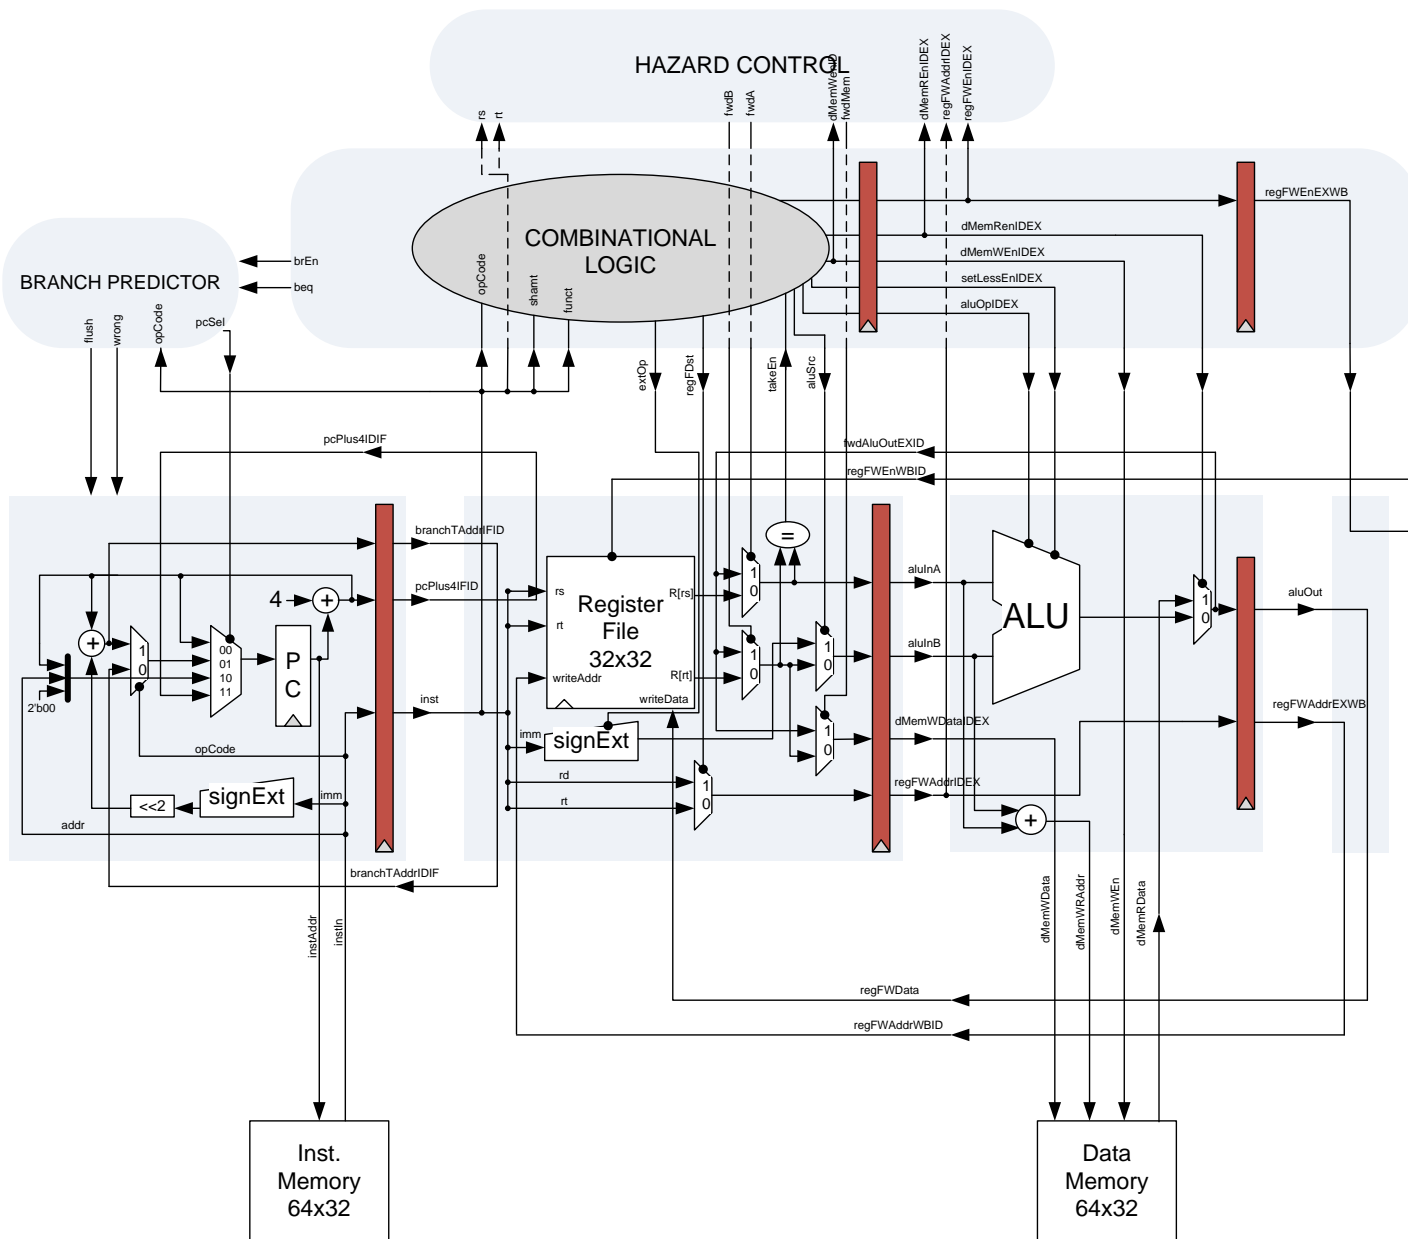 HAZARD CONTROL
rs
rt
fwdB
fwdA
dMemWEnID
fwdMem
dMemREnIDEX
regFWAddrIDEX
regFWEnIDEX
COMBINATIONAL
LOGIC
opCode
shamt
funct
regFWEnEXWB
dMemRenIDEX
dMemWEnIDEX
setLessEnIDEX
aluOpIDEX
BRANCH PREDICTOR
brEn
beq
flush
wrong
opCode
pcSel
extOp
regFDst
takeEn
aluSrc
pcPlus4IDIF
fwdAluOutEXID
regFWEnWBID
branchTAddrIFID
pcPlus4IFID
4
+
+
1
0
00
01
10
11
P
C
2'b00
inst
opCode
signExt
imm
<<2
addr
branchTAddrIDIF
instAddr
instIn
rs
rt
writeAddr
Register
File
32x32
R[rs]
R[rt]
writeData
imm
signExt
rd
rt
1
0
1
0
=
1
0
1
0
1
0
aluInA
aluInB
dMemWDataIDEX
regFWAddrIDEX
ALU
+
1
0
aluOut
regFWAddrEXWB
dMemWData
dMemWRAddr
dMemWEn
dMemRData
regFWData
regFWAddrWBID
Inst.
Memory
64x32
Data
Memory
64x32